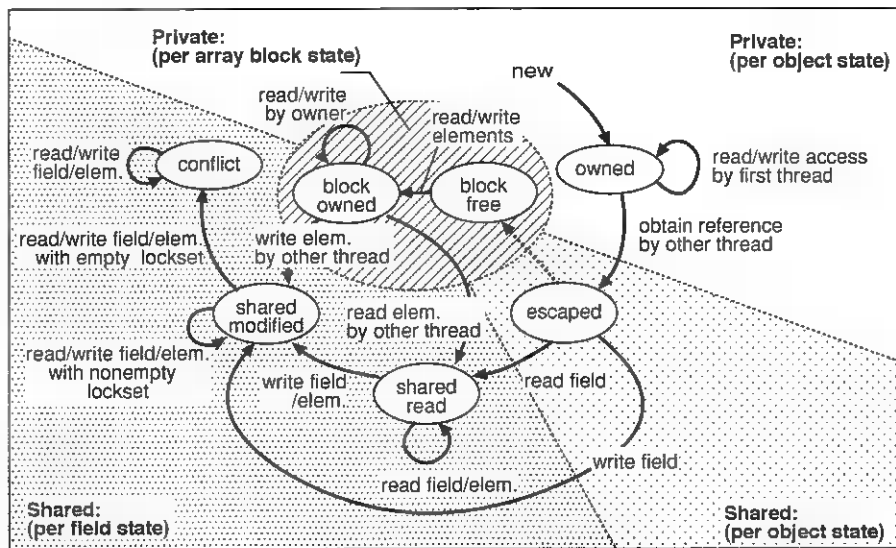 Private:
(per array block state)
Private:
(per object state)
new
read/write
by owner
read/write
elements
read/write
field/elem.
conflict
block
owned
block
free
owned
read/write access
by first thread
obtain reference
by other thread
read/write field/elem.
with empty lockset
write elem.
by other thread
shared
modified
read elem.
by other thread
escaped
read/write field/elem.
with nonempty
lockset
write field
/elem.
shared
read
read field
read field/elem.
write field
Shared:
(per field state)
Shared:
(per object state)